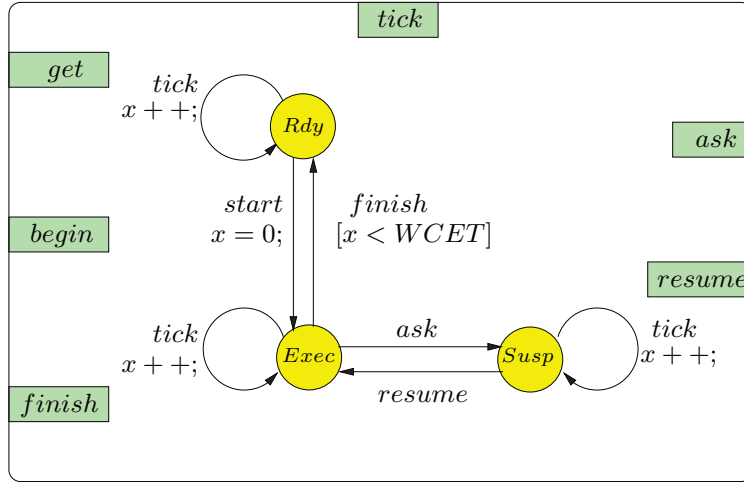 tick
get
tick
x + +;
Rdy
ask
start
x = 0;
finish
[x < WCET]
begin
resume
tick
x + +;
Exec
ask
Susp
tick
x + +;
resume
finish